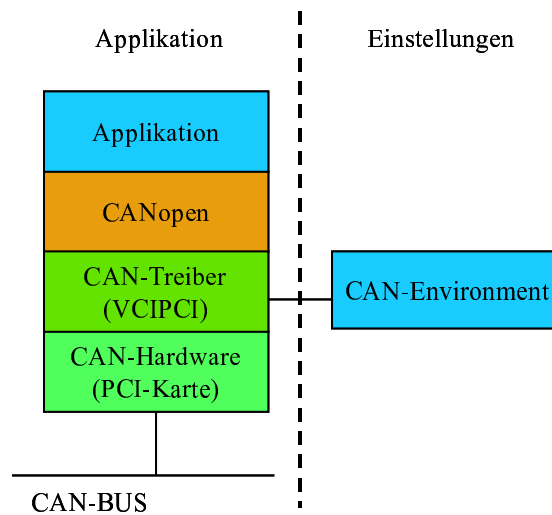 Applikation
Einstellungen
Applikation
CANopen
CAN-Treiber
(VCIPCI)
CAN-Environment
CAN-Hardware
(PCI-Karte)
CAN-BUS